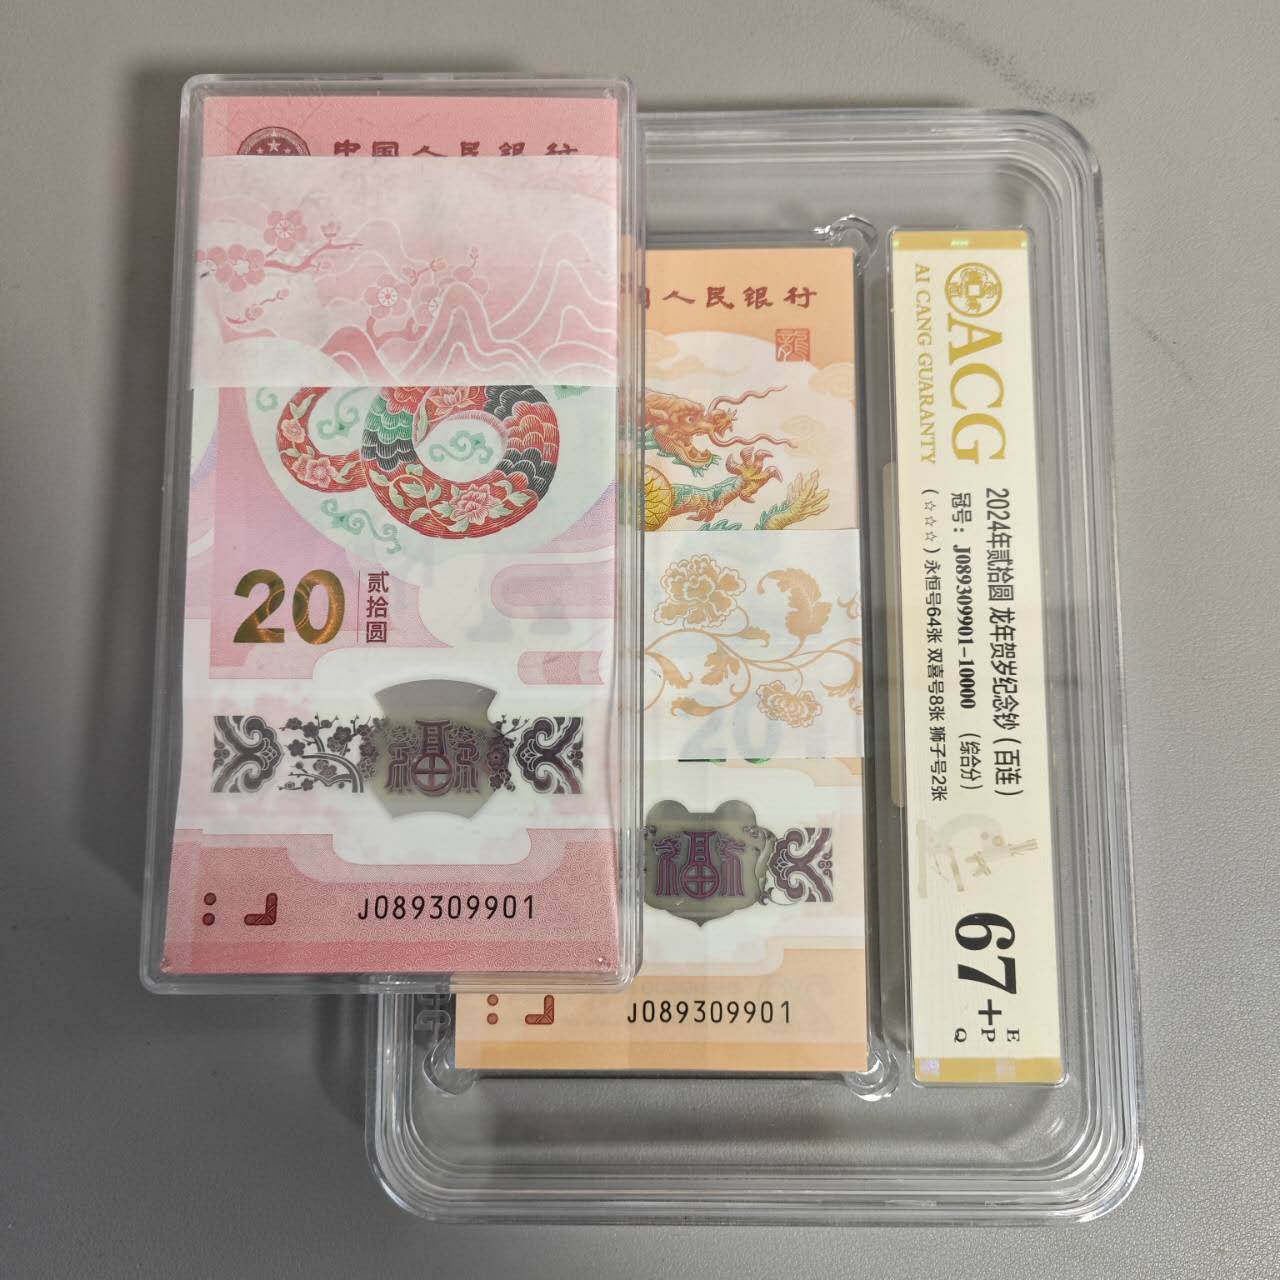 中国人民银行
20
贰拾圆
J089309901
国人民银行
龍
20
J089309901
ACG
AI CANG GUARANTY
2024年贰拾圆 龙年贺岁纪念钞（百连）
冠号：J089309901-10000 （综合分）
（☆☆☆）永恒号64张 双喜号8张 狮子号2张
67+
E
P
Q